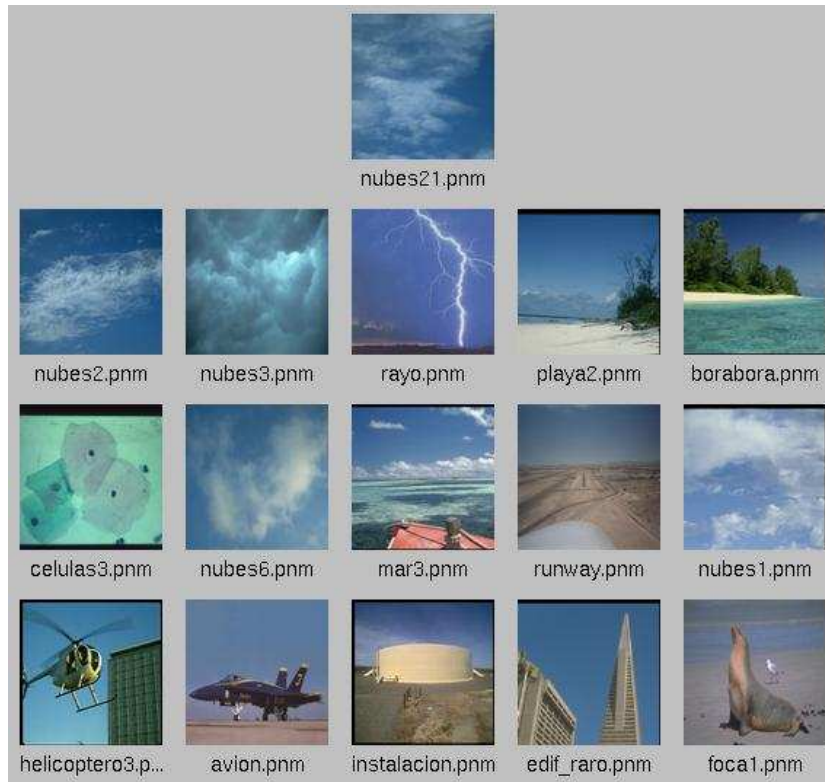 nubes21.pnm
nubes2.pnm nubes3.pnm rayo.pnm playa2.pnm borabora.pnm
celulas3.pnm nubes6.pnm mar3.pnm runway.pnm nubes1.pnm
helicoptero3.p... avion.pnm instalacion.pnm edif_raro.pnm foca1.pnm